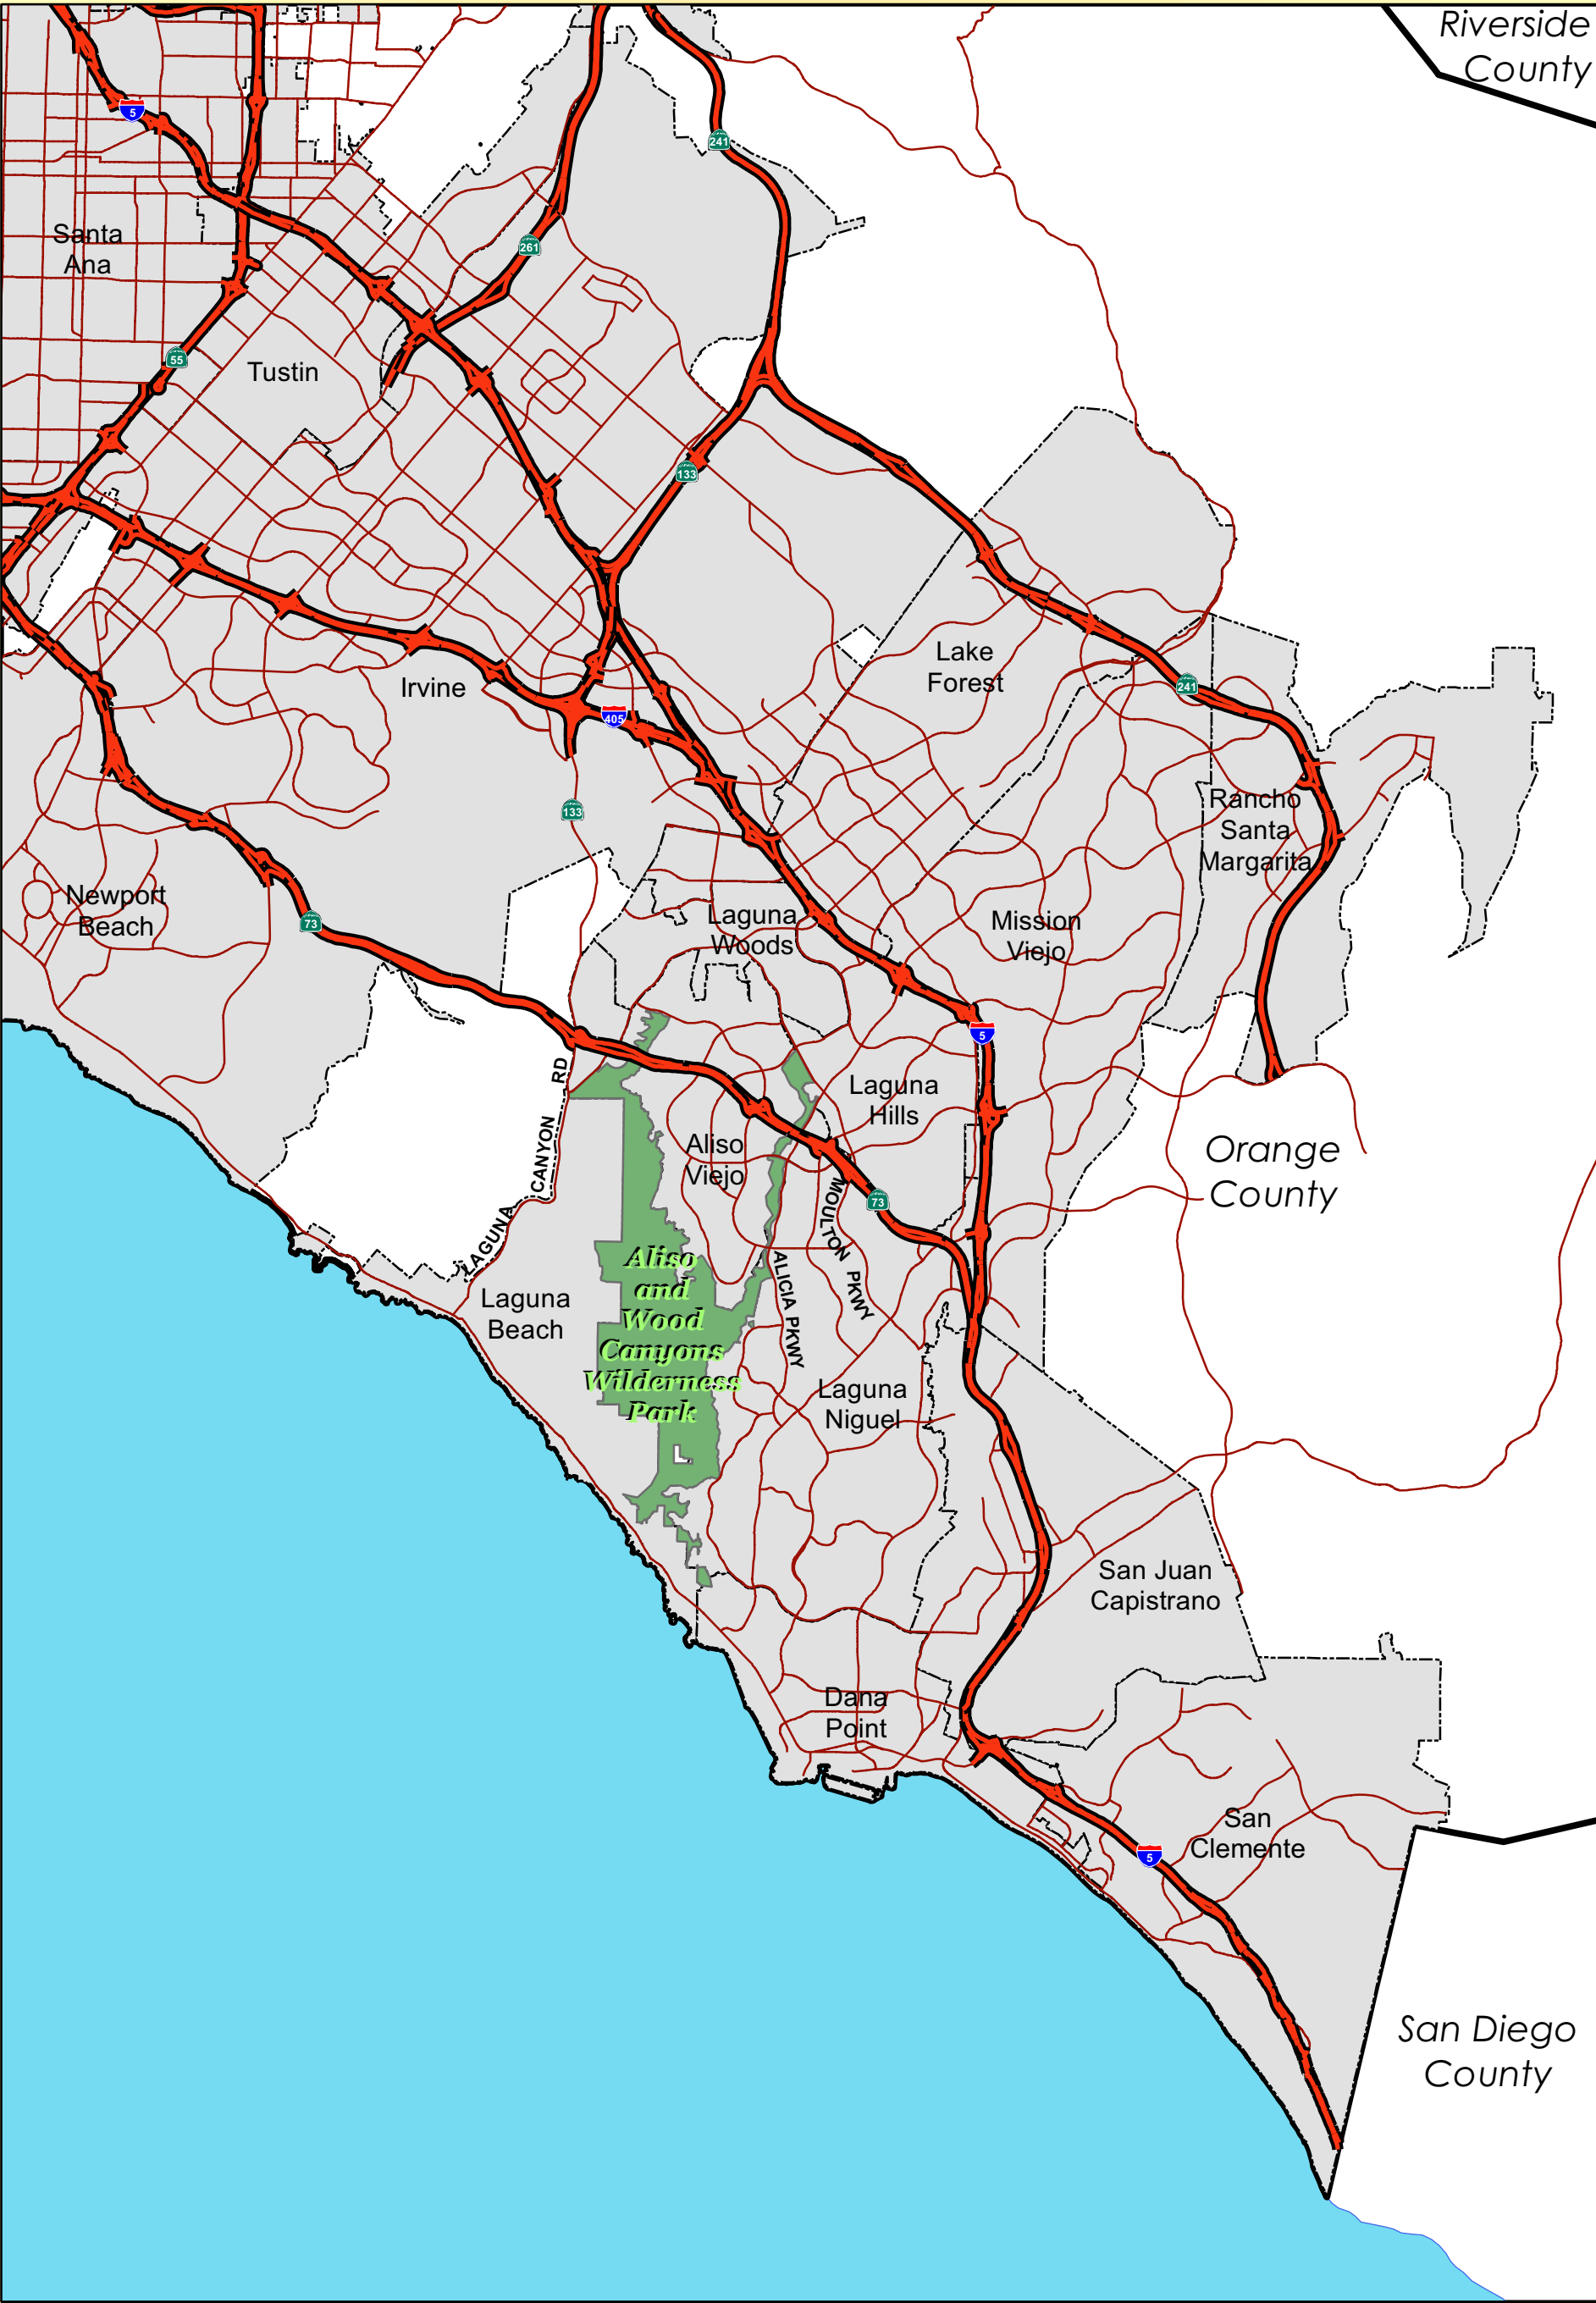 Riverside
County
5
241
Santa
Ana
261
55
Tustin
133
Lake
Forest
241
Irvine
405
133
Rancho
Santa
Margarita
Newport
Beach
73
Laguna
Woods
Mission
Viejo
5
LAGUNA CANYON RD
Laguna
Hills
Aliso
Viejo
Orange
County
73
MOULTON PKWY
ALICIA PKWY
Aliso
and
Wood
Canyons
Wilderness
Park
Laguna
Beach
Laguna
Niguel
San Juan
Capistrano
Dana
Point
San
Clemente
5
San Diego
County